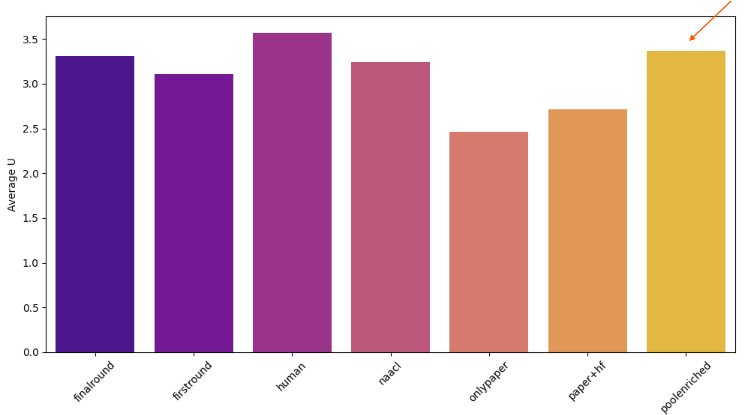 3.5
3.0
2.5
2.0
1.5
1.0
0.5
0.0
Average U
finalround
firstround
human
naacl
onlypaper
paper+hf
poolenriched